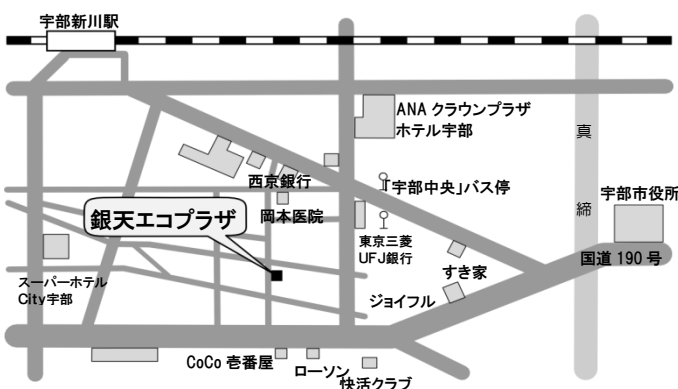 宇部新川駅
ANA クラウンプラザ
ホテル宇部
真
締
西京銀行
「宇部中央」バス停
宇部市役所
岡本医院
銀天エコプラザ
東京三菱
UFJ銀行
国道 190 号
すき家
スーパーホテル
City宇部
ジョイフル
CoCo 壱番屋
ローソン
快活クラブ